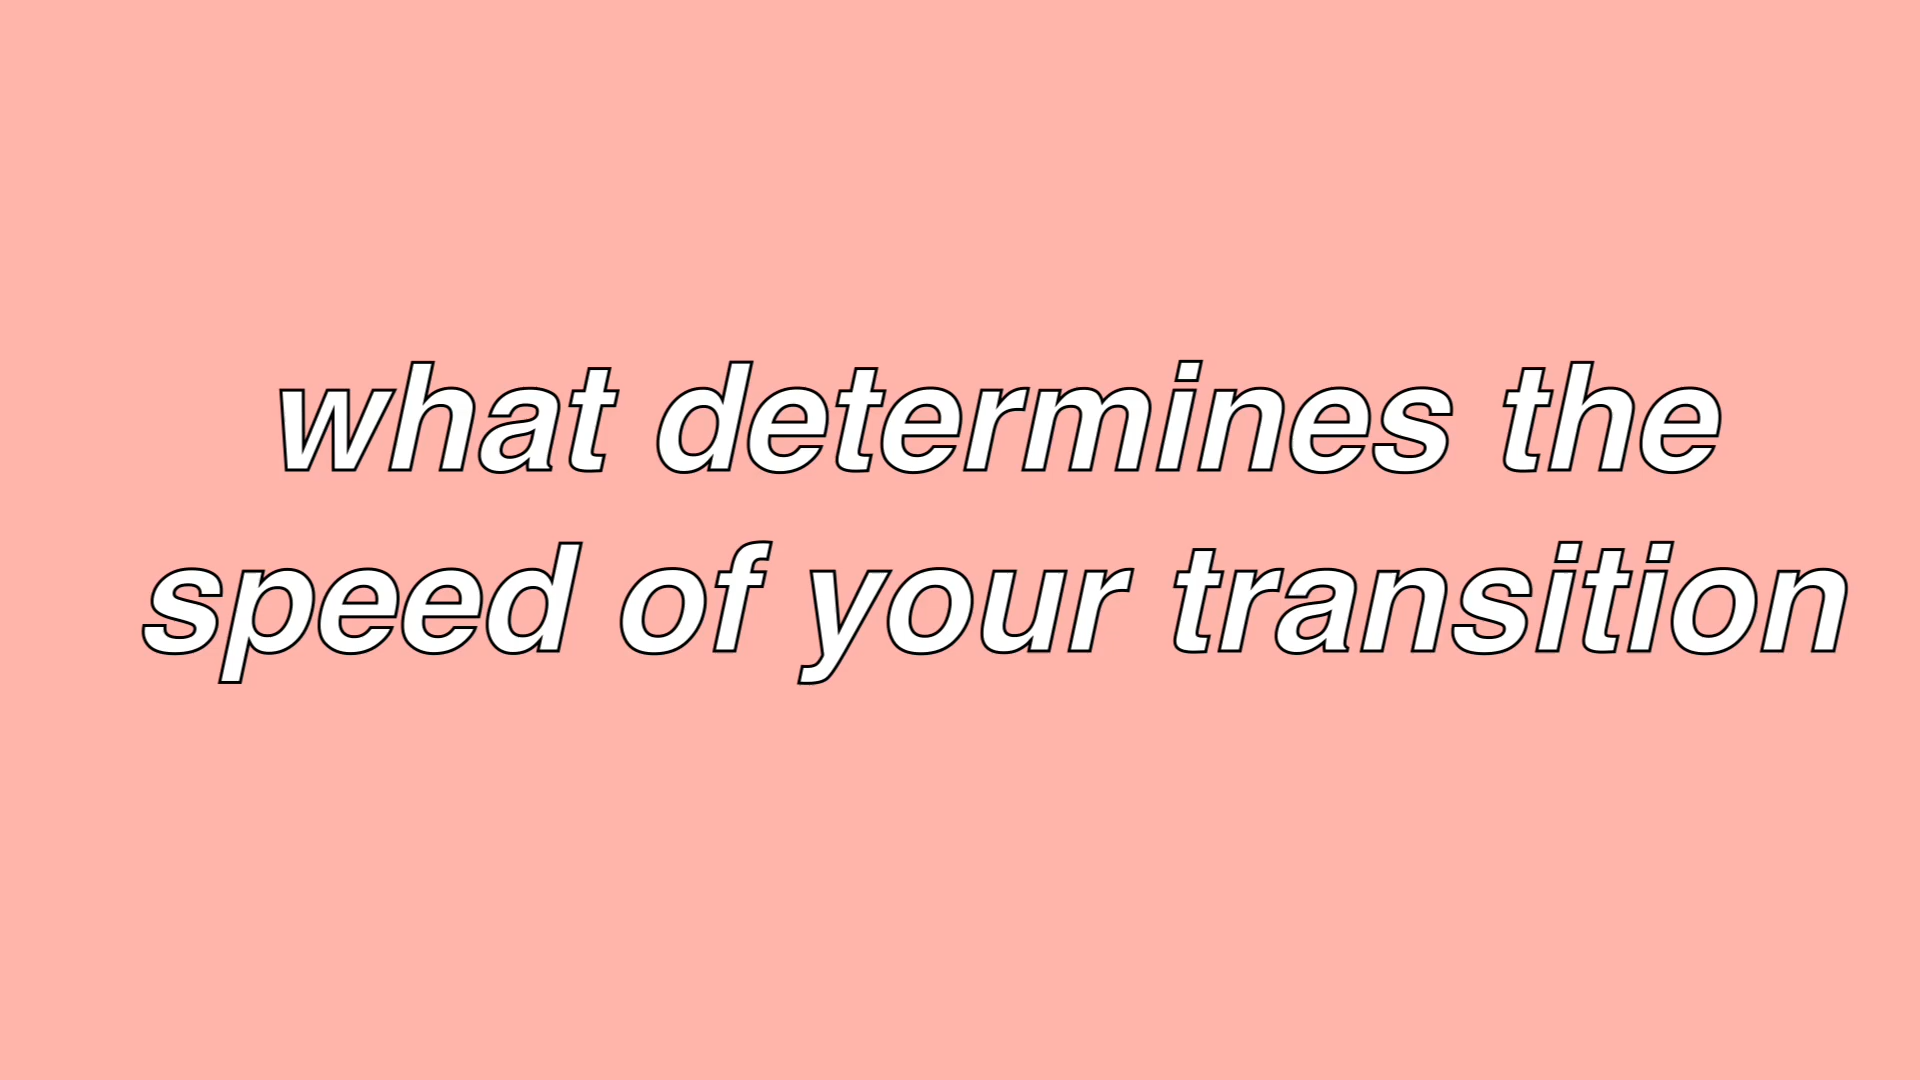 what determines the
speed of your transition